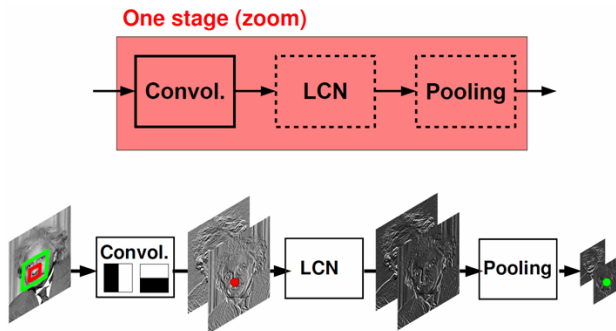 One stage (zoom)
Convol.
LCN
Pooling
Convol.
LCN
Pooling